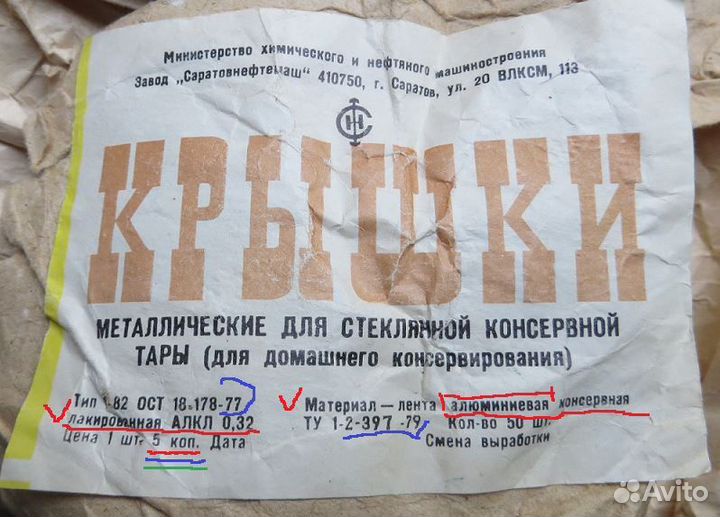 Министерство химического и нефтяного машиностроения
Завод „Саратовнефтемаш" 410750, г. Саратов, ул. 20 ВЛКСМ, 113
КРЫШКИ
МЕТАЛЛИЧЕСКИЕ ДЛЯ СТЕКЛЯННОЙ КОНСЕРВНОЙ
ТАРЫ (для домашнего консервирования)
Тип 1-82 ОСТ 18-178-77
лакированная АЛКЛ 0,32
Цена 1 шт. 5 коп. Дата
Материал — лента алюминиевая консервная
ТУ 1-2-397-79 Кол-во 50 шт.
Смена выработки
Avito